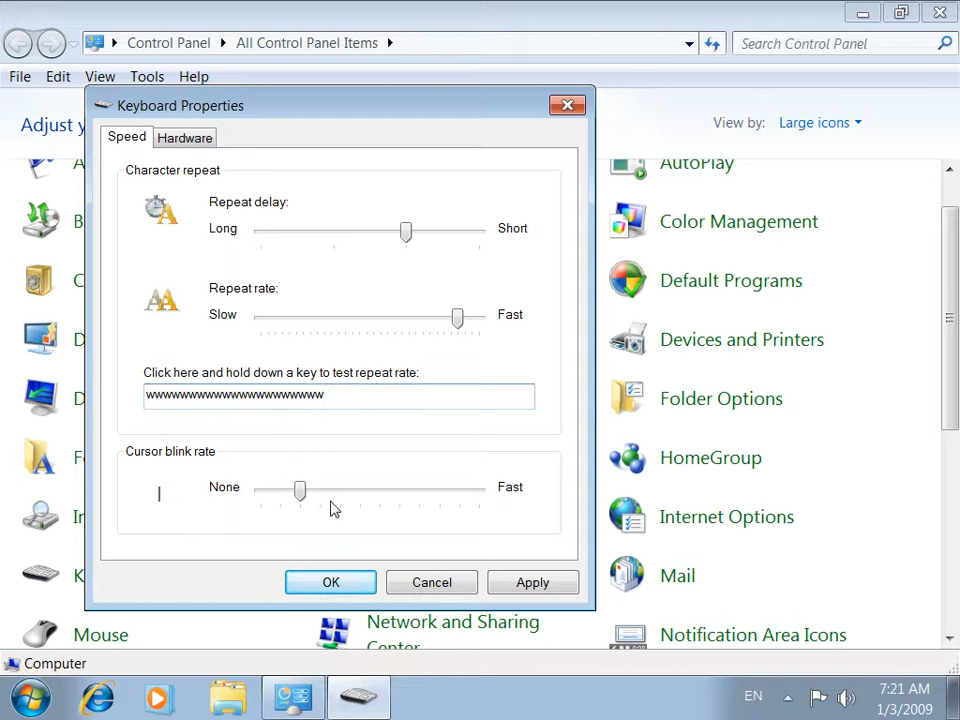 Control Panel
All Control Panel Items
Search Control Panel
File Edit View Tools Help
Adjust y
View by: Large icons
Keyboard Properties
Speed
Hardware
Character repeat
Repeat delay:
Long
Short
Repeat rate:
Slow
Fast
Click here and hold down a key to test repeat rate:
Cursor blink rate
None
Fast
OK
Cancel
Apply
AutoPlay
B
Color Management
C
Default Programs
D
Devices and Printers
D
Folder Options
F
HomeGroup
In
Internet Options
K
Mail
Mouse
Network and Sharing
Center
Notification Area Icons
Computer
EN
7:21 AM
1/3/2009